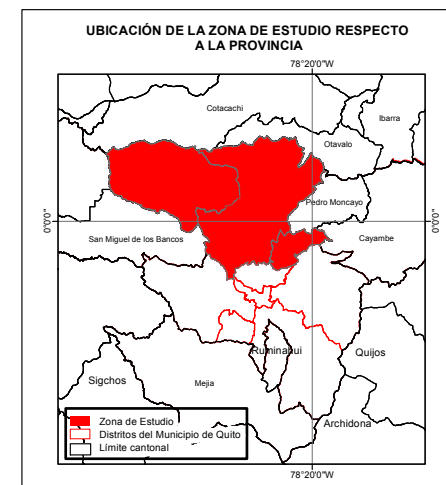 UBICACIÓN DE LA ZONA DE ESTUDIO RESPECTO
A LA PROVINCIA
78°20'0"W
Cotacachi
Ibarra
Otavalo
Pedro Moncayo
0°0'0"
0°0'0"
San Miguel de los Bancos
Cayambe
Ruminahui
Quijos
Sigchos
Mejia
Archidona
Zona de Estudio
Distritos del Municipio de Quito
Límite cantonal
78°20'0"W